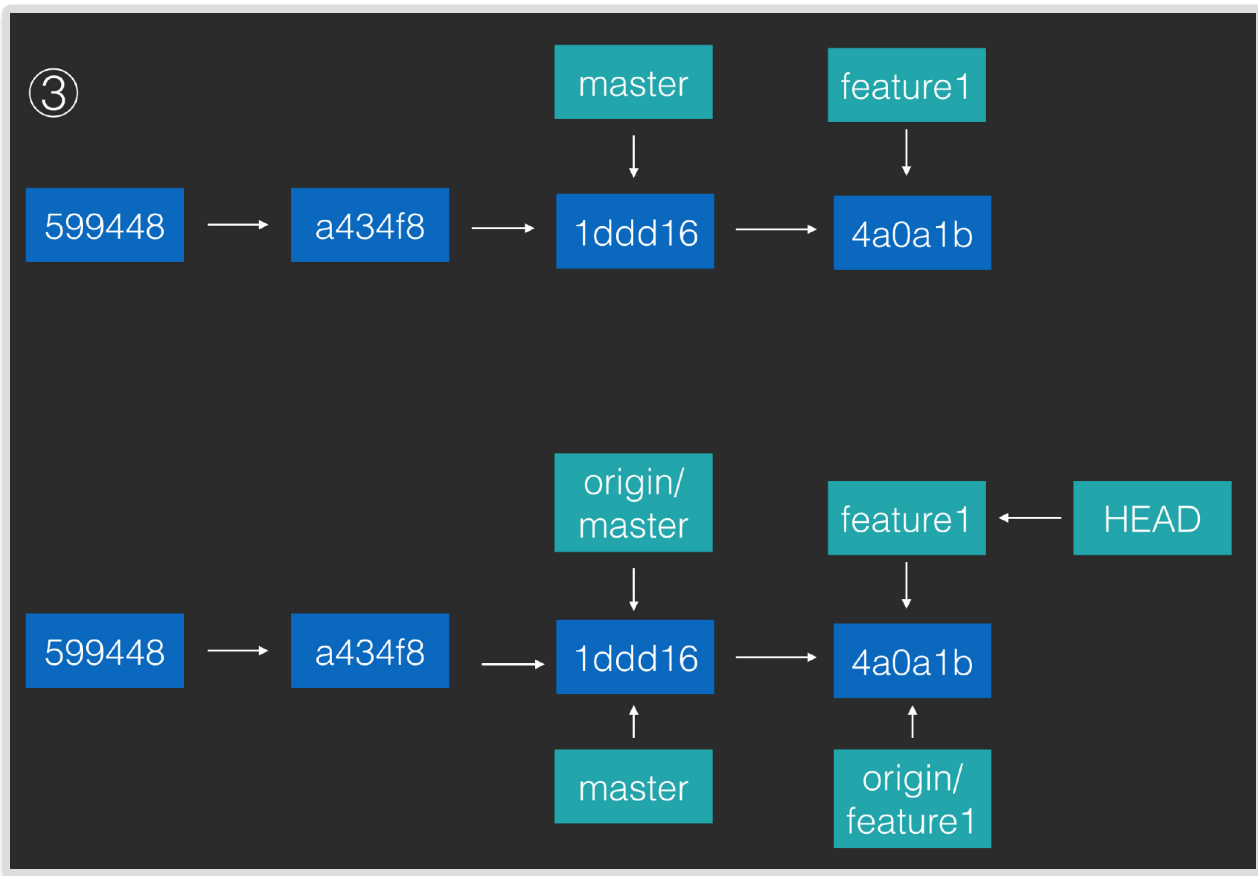 ③
master
feature1
599448
a434f8
1ddd16
4a0a1b
origin/
master
feature1
HEAD
599448
a434f8
1ddd16
4a0a1b
master
origin/
feature1